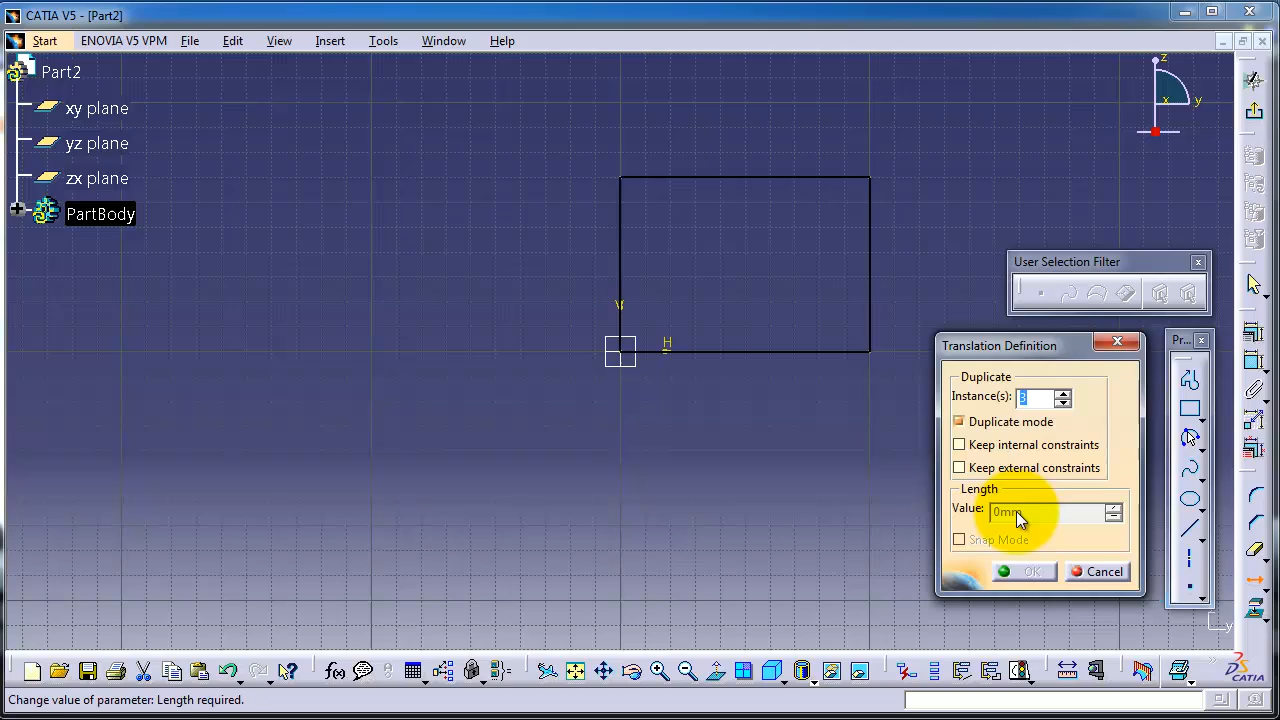 CATIA V5 - [Part2]
Start ENOVIA V5 VPM File Edit View Insert Tools Window Help
Part2
xy plane
yz plane
zx plane
PartBody
z
x
y
V
H
User Selection Filter
Translation Definition
Pr...
Duplicate
Instance(s): 3
Duplicate mode
Keep internal constraints
Keep external constraints
Length
Value: 0mm
Snap Mode
OK Cancel
y
f(x)
CATIA
Change value of parameter: Length required.